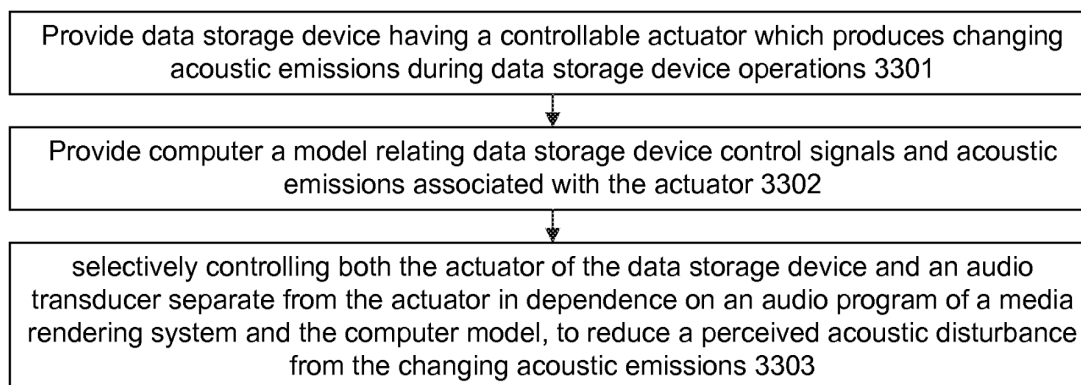 Provide data storage device having a controllable actuator which produces changing
acoustic emissions during data storage device operations 3301
Provide computer a model relating data storage device control signals and acoustic
emissions associated with the actuator 3302
selectively controlling both the actuator of the data storage device and an audio
transducer separate from the actuator in dependence on an audio program of a media
rendering system and the computer model, to reduce a perceived acoustic disturbance
from the changing acoustic emissions 3303